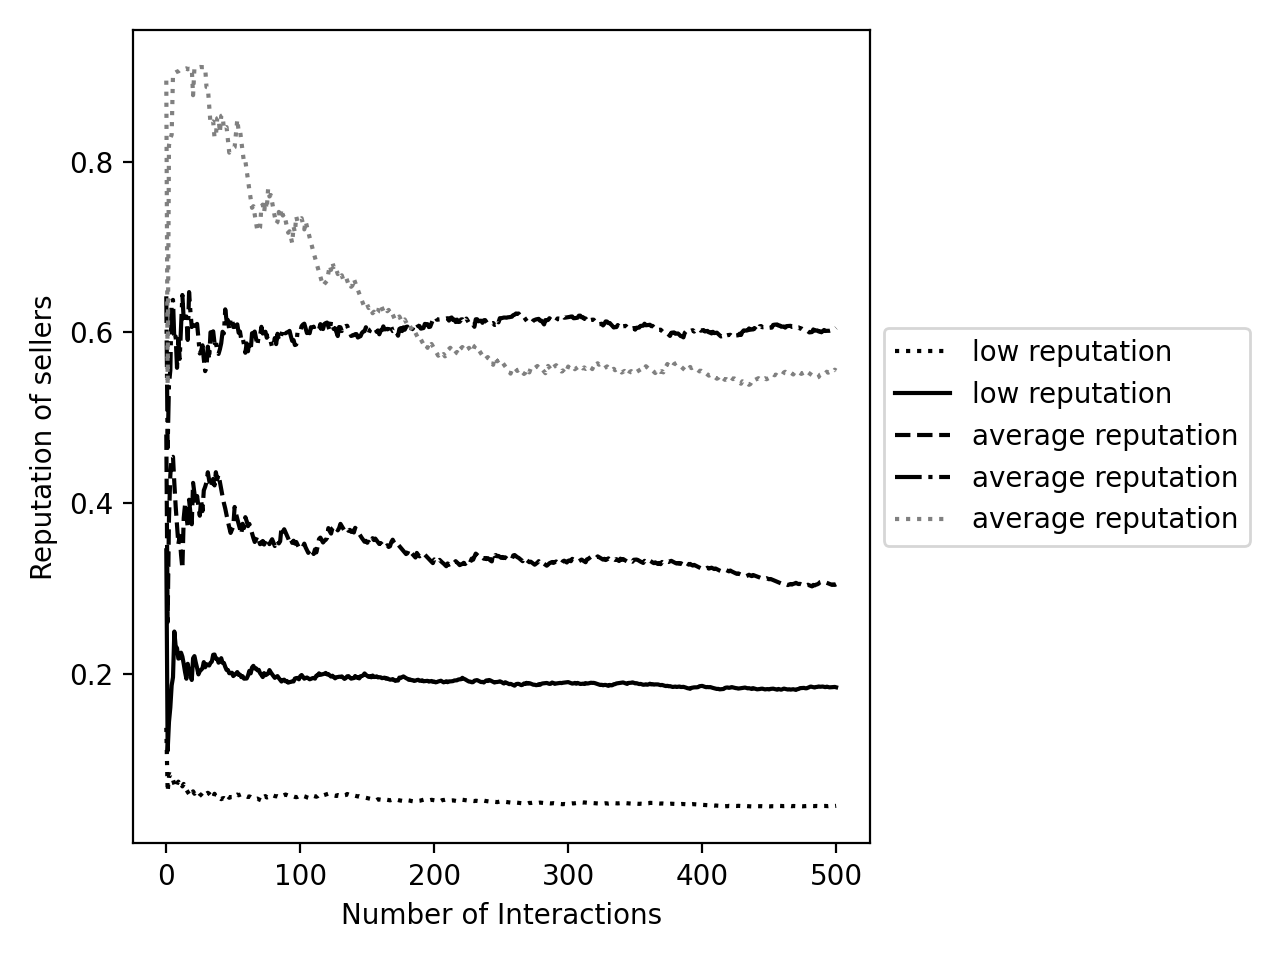 Reputation of sellers
0.8
0.6
0.4
0.2
0
100
200
300
400
500
Number of Interactions
low reputation
low reputation
average reputation
average reputation
average reputation